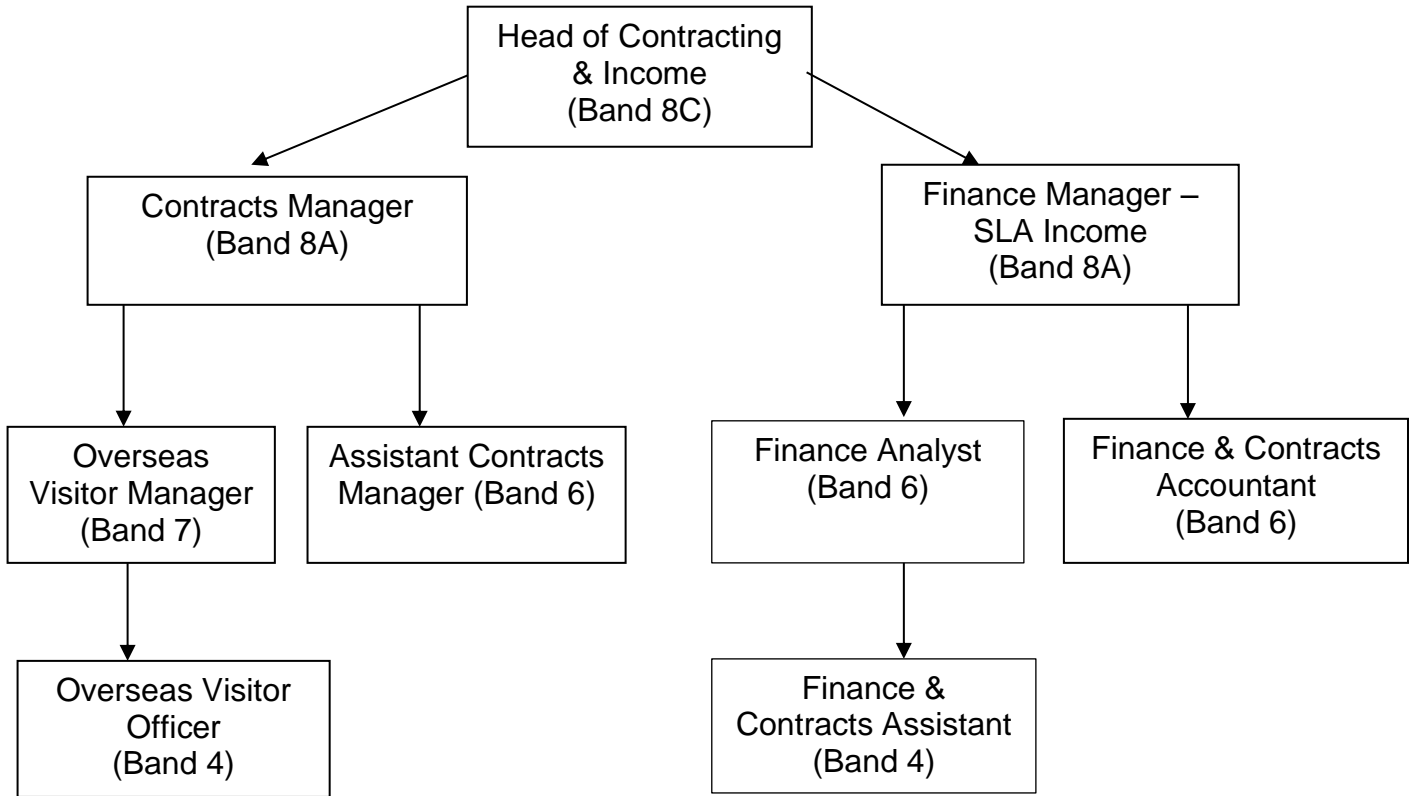 Head of Contracting
& Income
(Band 8C)
Contracts Manager
(Band 8A)
Finance Manager –
SLA Income
(Band 8A)
Overseas
Visitor Manager
(Band 7)
Assistant Contracts
Manager (Band 6)
Finance Analyst
(Band 6)
Finance & Contracts
Accountant
(Band 6)
Overseas Visitor
Officer
(Band 4)
Finance &
Contracts Assistant
(Band 4)